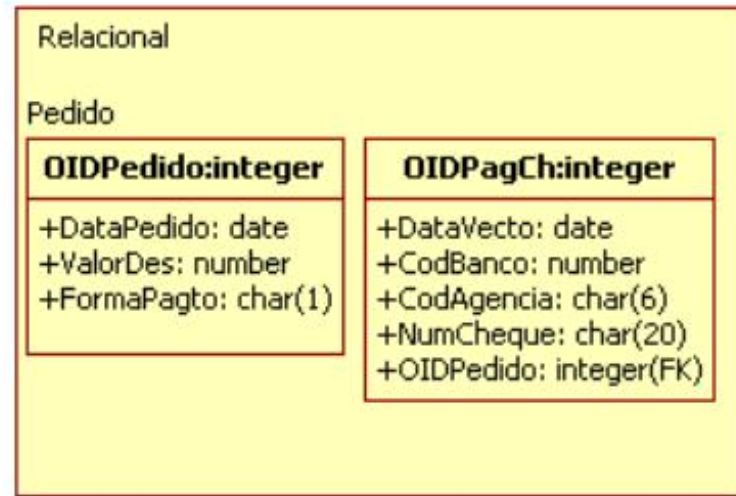 Relacional
Pedido
OIDPedido:integer
+DataPedido: date
+ValorDes: number
+FormaPagto: char(1)
OIDPagCh:integer
+DataVecto: date
+CodBanco: number
+CodAgencia: char(6)
+NumCheque: char(20)
+OIDPedido: integer(FK)